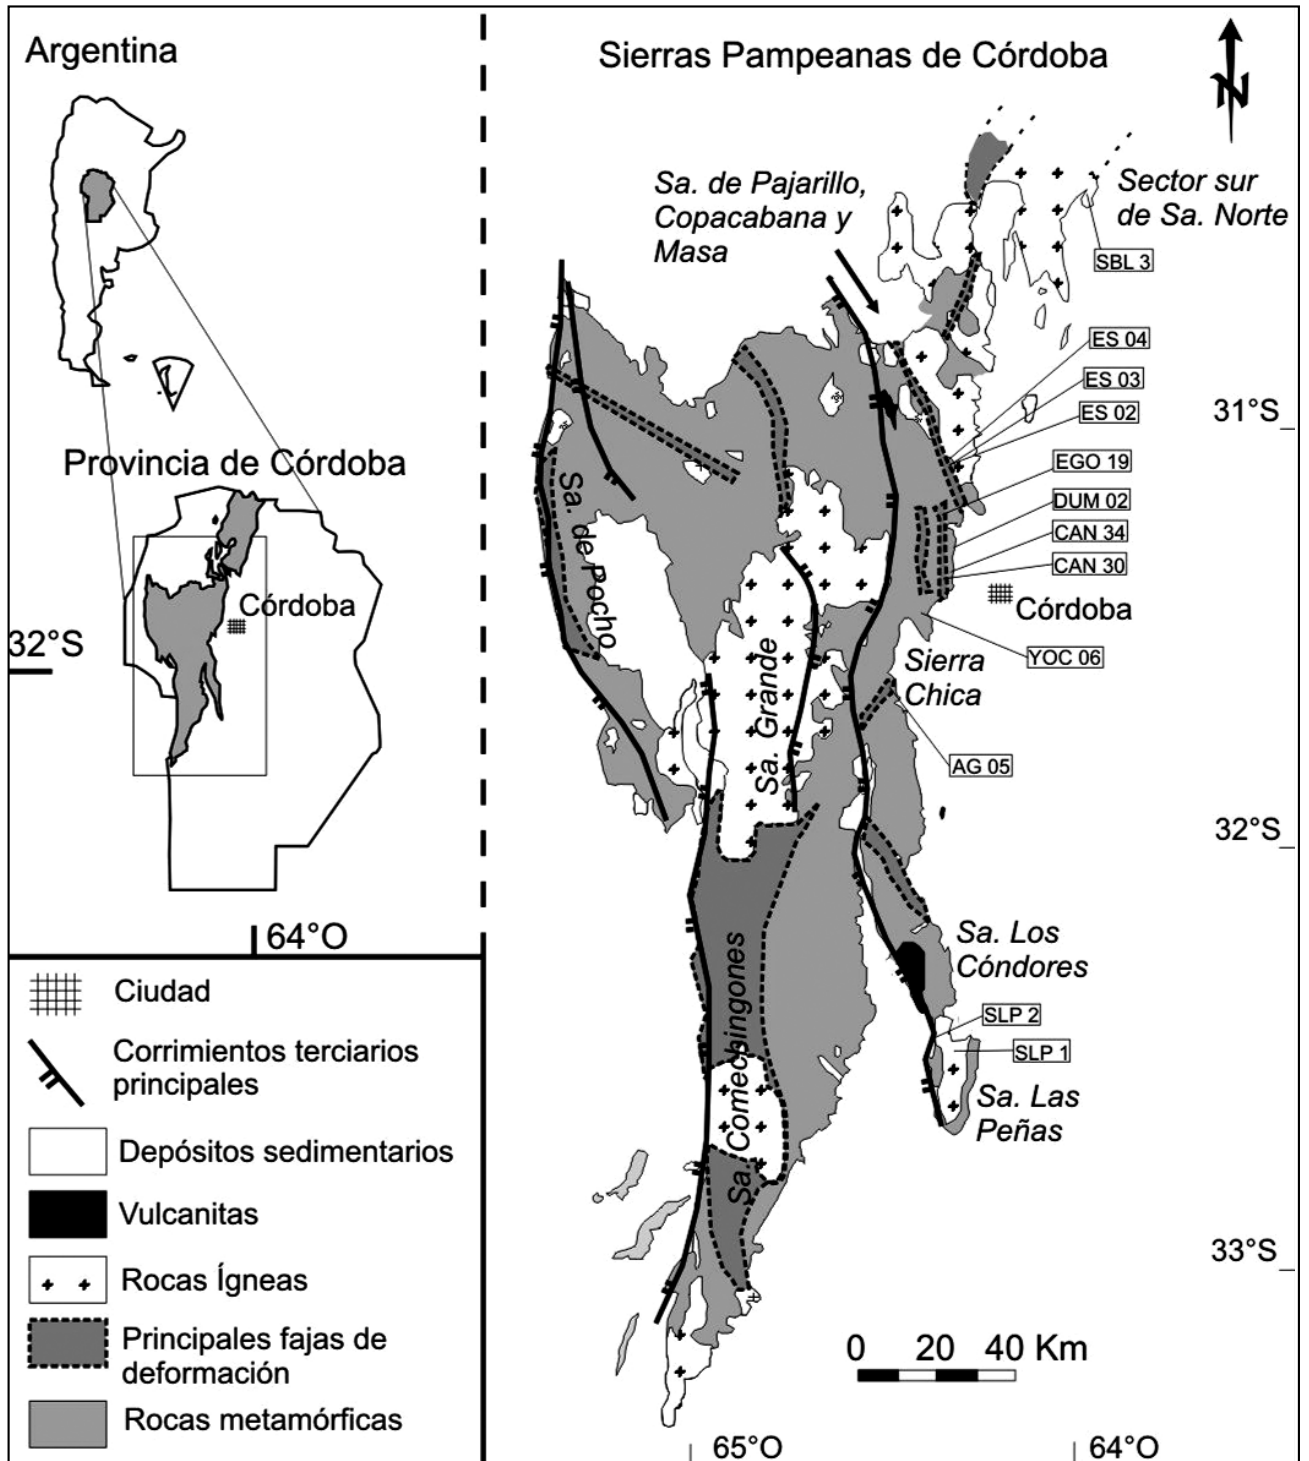 Argentina
Provincia de Córdoba
Córdoba
32°S
64°O
Ciudad
Corrimientos terciarios
principales
Depósitos sedimentarios
Vulcanitas
Rocas Ígneas
Principales fajas de
deformación
Rocas metamórficas
Sierras Pampeanas de Córdoba
N
Sa. de Pajarillo,
Copacabana y
Masa
Sector sur
de Sa. Norte
SBL 3
ES 04
ES 03
ES 02
31°S
EGO 19
DUM 02
CAN 34
CAN 30
Córdoba
YOC 06
Sa. de Pocho
Sa. Grande
Sierra
Chica
AG 05
32°S
Sa. Los
Cóndores
Sa. Comechingones
SLP 2
SLP 1
Sa. Las
Peñas
33°S
0 20 40 Km
65°O
64°O